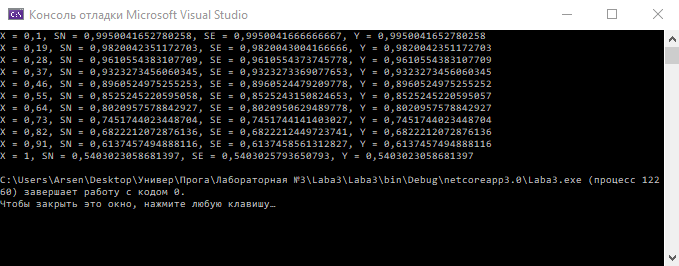 Консоль отладки Microsoft Visual Studio
X = 0,1, SN = 0,9950041652780258, SE = 0,9950041666666667, Y = 0,9950041652780258
X = 0,19, SN = 0,9820042351172703, SE = 0,9820043004166666, Y = 0,9820042351172703
X = 0,28, SN = 0,9610554383107709, SE = 0,9610554373745778, Y = 0,9610554383107709
X = 0,37, SN = 0,9323273456060345, SE = 0,9323273369077653, Y = 0,9323273456060345
X = 0,46, SN = 0,8960524975255253, SE = 0,8960524479209778, Y = 0,8960524975255252
X = 0,55, SN = 0,8525245220595058, SE = 0,8525243150824653, Y = 0,8525245220595057
X = 0,64, SN = 0,8020957578842927, SE = 0,8020950629489778, Y = 0,8020957578842927
X = 0,73, SN = 0,7451744023448704, SE = 0,7451744141403027, Y = 0,7451744023448704
X = 0,82, SN = 0,6822212072876136, SE = 0,6822212449723741, Y = 0,6822212072876136
X = 0,91, SN = 0,6137457494888116, SE = 0,6137458561312827, Y = 0,6137457494888116
X = 1, SN = 0,5403023058681397, SE = 0,5403025793650793, Y = 0,5403023058681397
C:\Users\Arsen\Desktop\Универ\Прога\Лабораторная №3\Laba3\Laba3\bin\Debug\netcoreapp3.0\Laba3.exe (процесс 122
60) завершает работу с кодом 0.
Чтобы закрыть это окно, нажмите любую клавишу…